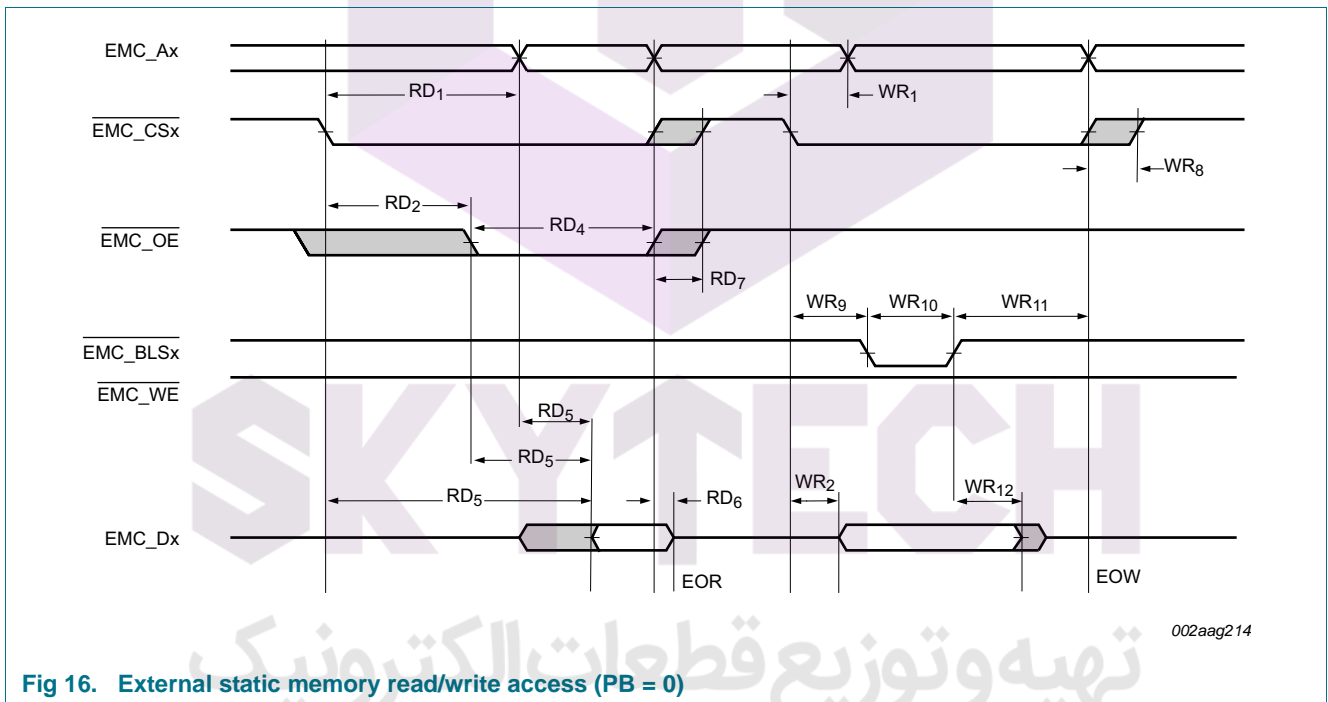 EMC_Ax
RD1
WR1
EMC_CSx
WR8
RD2
RD4
EMC_OE
RD7
WR9
WR10
WR11
EMC_BLSx
EMC_WE
RD5
RD5
RD5
RD6
WR2
WR12
EMC_Dx
EOR
EOW
SKYTECH
002aag214
تهیه و توزیع قطعات الکترونیک
Fig 16. External static memory read/write access (PB = 0)